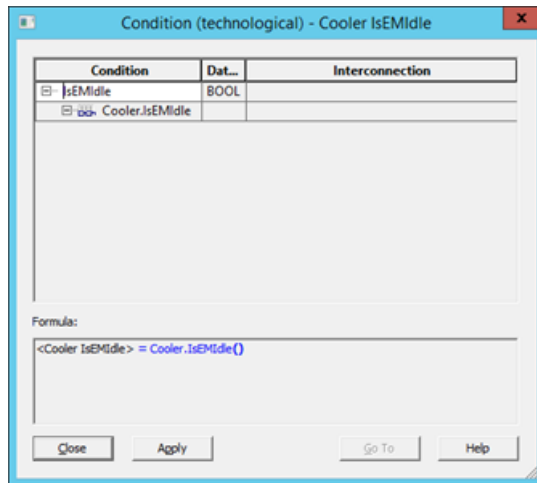 Condition (technological) - Cooler IsEMIdle
x
Condition Dat... Interconnection
IsEMIdle BOOL
Cooler.IsEMIdle
Formula:
<Cooler IsEMIdle> = Cooler.IsEMIdle()
Close Apply Go To Help